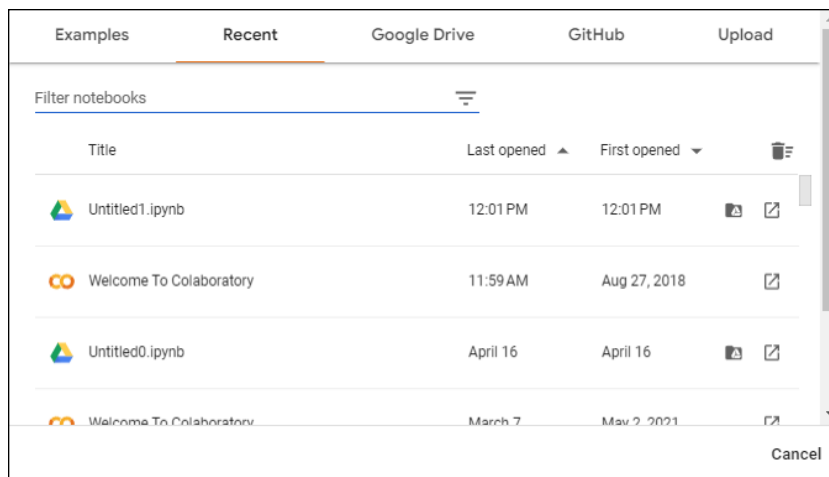 Examples Recent Google Drive GitHub Upload
Filter notebooks
Title Last opened First opened
Untitled1.ipynb 12:01 PM 12:01 PM
Welcome To Colaboratory 11:59 AM Aug 27, 2018
Untitled0.ipynb April 16 April 16
Welcome To Colaboratory March 7 May 2, 2021
Cancel